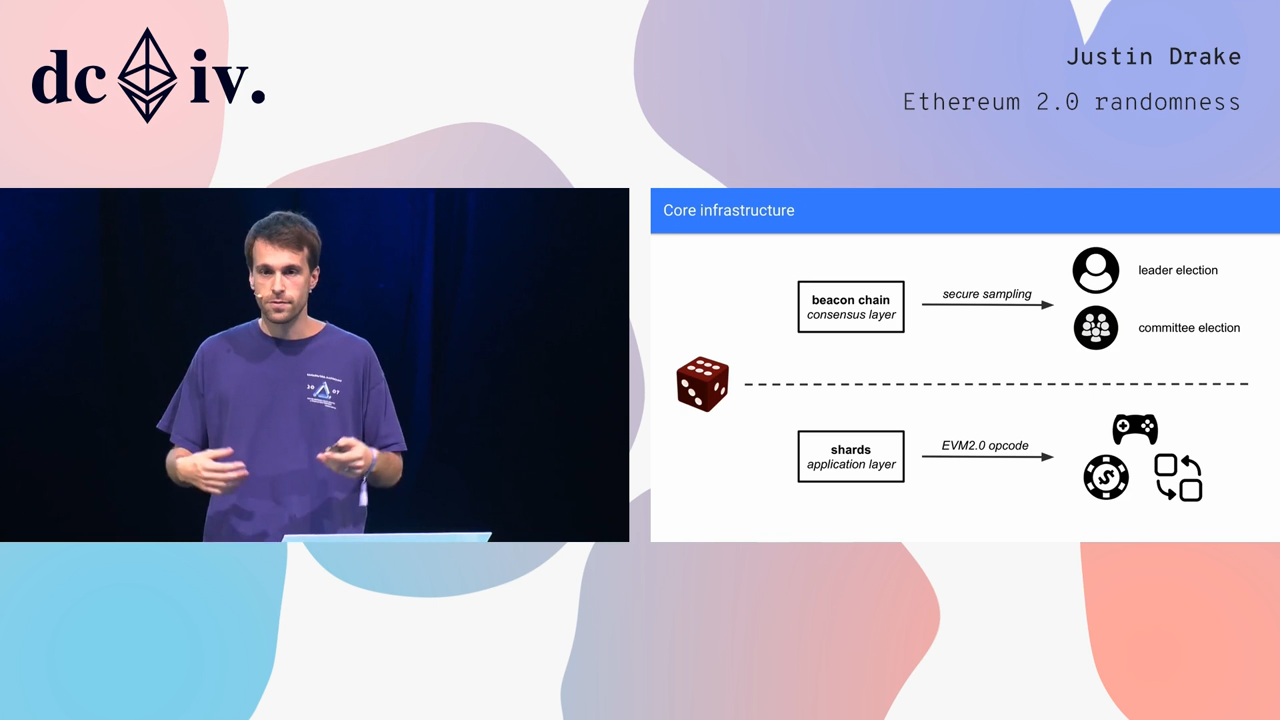 dc iv.
Justin Drake
Ethereum 2.0 randomness
Core infrastructure
beacon chain
consensus layer
secure sampling
leader election
committee election
shards
application layer
EVM2.0 opcode